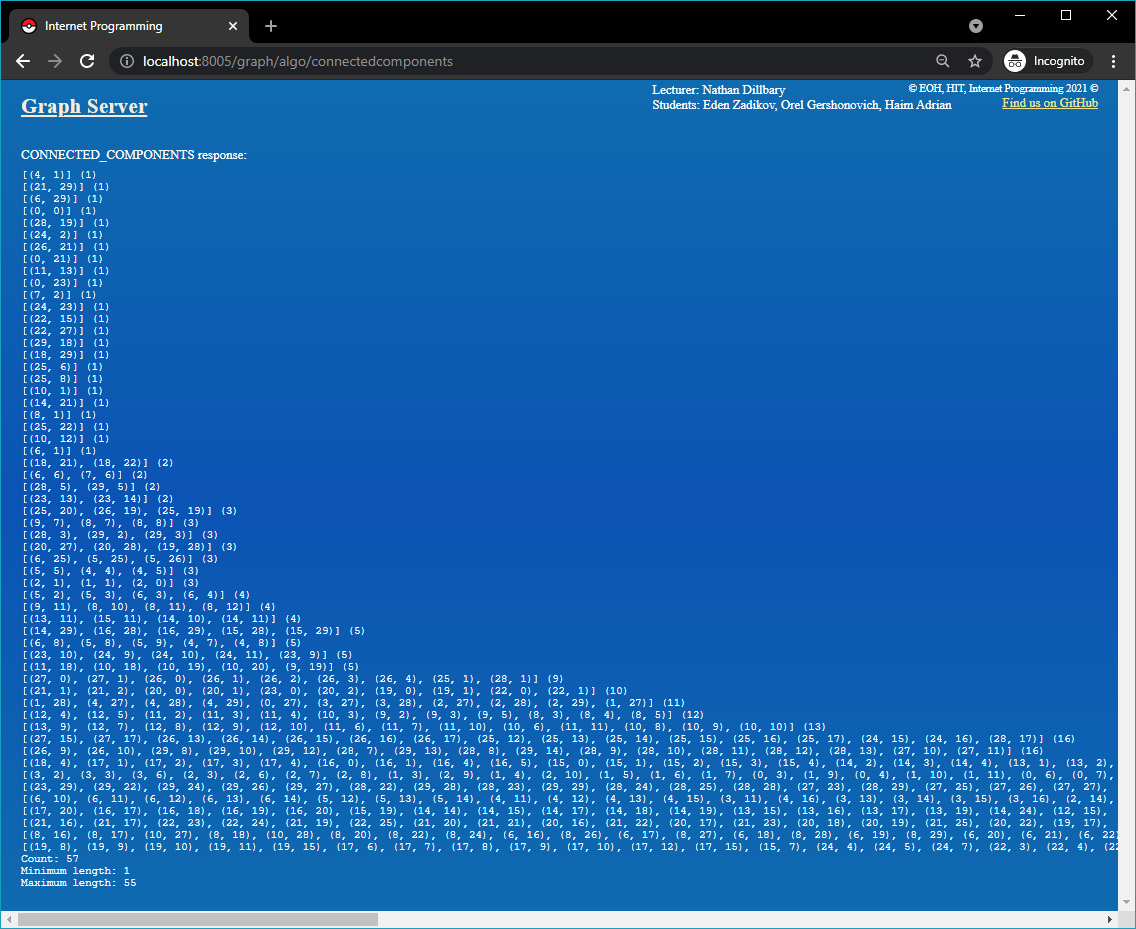 Internet Programming
localhost:8005/graph/algo/connectedcomponents
Incognito
Graph Server
Lecturer: Nathan Dillbary
Students: Eden Zadikov, Orel Gershonovich, Haim Adrian
© EOH, HIT, Internet Programming 2021 ©
Find us on GitHub
CONNECTED_COMPONENTS response:
[(4, 1)] (1)
[(21, 29)] (1)
[(6, 29)] (1)
[(0, 0)] (1)
[(28, 19)] (1)
[(24, 2)] (1)
[(26, 21)] (1)
[(0, 21)] (1)
[(11, 13)] (1)
[(0, 23)] (1)
[(7, 2)] (1)
[(24, 23)] (1)
[(22, 15)] (1)
[(22, 27)] (1)
[(29, 18)] (1)
[(18, 29)] (1)
[(25, 6)] (1)
[(25, 8)] (1)
[(10, 1)] (1)
[(14, 21)] (1)
[(8, 1)] (1)
[(25, 22)] (1)
[(10, 12)] (1)
[(6, 1)] (1)
[(18, 21), (18, 22)] (2)
[(6, 6), (7, 6)] (2)
[(28, 5), (29, 5)] (2)
[(23, 13), (23, 14)] (2)
[(25, 20), (26, 19), (25, 19)] (3)
[(9, 7), (8, 7), (8, 8)] (3)
[(28, 3), (29, 2), (29, 3)] (3)
[(20, 27), (20, 28), (19, 28)] (3)
[(6, 25), (5, 25), (5, 26)] (3)
[(5, 5), (4, 4), (4, 5)] (3)
[(2, 1), (1, 1), (2, 0)] (3)
[(5, 2), (5, 3), (6, 3), (6, 4)] (4)
[(9, 11), (8, 10), (8, 11), (8, 12)] (4)
[(13, 11), (15, 11), (14, 10), (14, 11)] (4)
[(14, 29), (16, 28), (16, 29), (15, 28), (15, 29)] (5)
[(6, 8), (5, 8), (5, 9), (4, 7), (4, 8)] (5)
[(23, 10), (24, 9), (24, 10), (24, 11), (23, 9)] (5)
[(11, 18), (10, 18), (10, 19), (10, 20), (9, 19)] (5)
[(27, 0), (27, 1), (26, 0), (26, 1), (26, 2), (26, 3), (26, 4), (25, 1), (28, 1)] (9)
[(21, 1), (21, 2), (20, 0), (20, 1), (23, 0), (20, 2), (19, 0), (19, 1), (22, 0), (22, 1)] (10)
[(1, 28), (4, 27), (4, 28), (4, 29), (0, 27), (3, 27), (3, 28), (2, 27), (2, 28), (2, 29), (1, 27)] (11)
[(12, 4), (12, 5), (11, 2), (11, 3), (11, 4), (10, 3), (9, 2), (9, 3), (9, 5), (8, 3), (8, 4), (8, 5)] (12)
[(13, 9), (12, 7), (12, 8), (12, 9), (12, 10), (11, 6), (11, 7), (11, 10), (10, 6), (11, 11), (10, 8), (10, 9), (10, 10)] (13)
[(27, 15), (27, 17), (26, 13), (26, 14), (26, 15), (26, 16), (26, 17), (25, 12), (25, 13), (25, 14), (25, 15), (25, 16), (25, 17), (24, 15), (24, 16), (28, 17)] (16)
[(26, 9), (26, 10), (29, 8), (29, 10), (29, 12), (28, 7), (29, 13), (28, 8), (29, 14), (28, 9), (28, 10), (28, 11), (28, 12), (28, 13), (27, 10), (27, 11)] (16)
[(18, 4), (17, 1), (17, 2), (17, 3), (17, 4), (16, 0), (16, 1), (16, 4), (16, 5), (15, 0), (15, 1), (15, 2), (15, 3), (15, 4), (14, 2), (14, 3), (14, 4), (13, 1), (13, 2),
[(3, 2), (3, 3), (3, 6), (2, 3), (2, 6), (2, 7), (2, 8), (1, 3), (2, 9), (1, 4), (2, 10), (1, 5), (1, 6), (1, 7), (0, 3), (1, 9), (0, 4), (1, 10), (1, 11), (0, 6), (0, 7),
[(23, 29), (29, 22), (29, 24), (29, 26), (29, 27), (28, 22), (29, 28), (28, 23), (29, 29), (28, 24), (28, 25), (28, 28), (27, 23), (28, 29), (27, 25), (27, 26), (27, 27),
[(6, 10), (6, 11), (6, 12), (6, 13), (6, 14), (5, 12), (5, 13), (5, 14), (4, 11), (4, 12), (4, 13), (4, 15), (3, 11), (4, 16), (3, 13), (3, 14), (3, 15), (3, 16), (2, 14),
[(17, 20), (16, 17), (16, 18), (16, 19), (16, 20), (15, 19), (14, 14), (14, 15), (14, 17), (14, 18), (14, 19), (13, 15), (13, 16), (13, 17), (13, 19), (14, 24), (12, 15),
[(21, 16), (21, 17), (22, 23), (22, 24), (21, 19), (22, 25), (21, 20), (21, 21), (20, 16), (21, 22), (20, 17), (21, 23), (20, 18), (20, 19), (21, 25), (20, 22), (19, 17),
[(8, 16), (8, 17), (10, 27), (8, 18), (10, 28), (8, 20), (8, 22), (8, 24), (6, 16), (8, 26), (6, 17), (8, 27), (6, 18), (8, 28), (6, 19), (8, 29), (6, 20), (6, 21), (6, 22
[(19, 8), (19, 9), (19, 10), (19, 11), (19, 15), (17, 6), (17, 7), (17, 8), (17, 9), (17, 10), (17, 12), (17, 15), (15, 7), (24, 4), (24, 5), (24, 7), (22, 3), (22, 4), (22
Count: 57
Minimum length: 1
Maximum length: 55